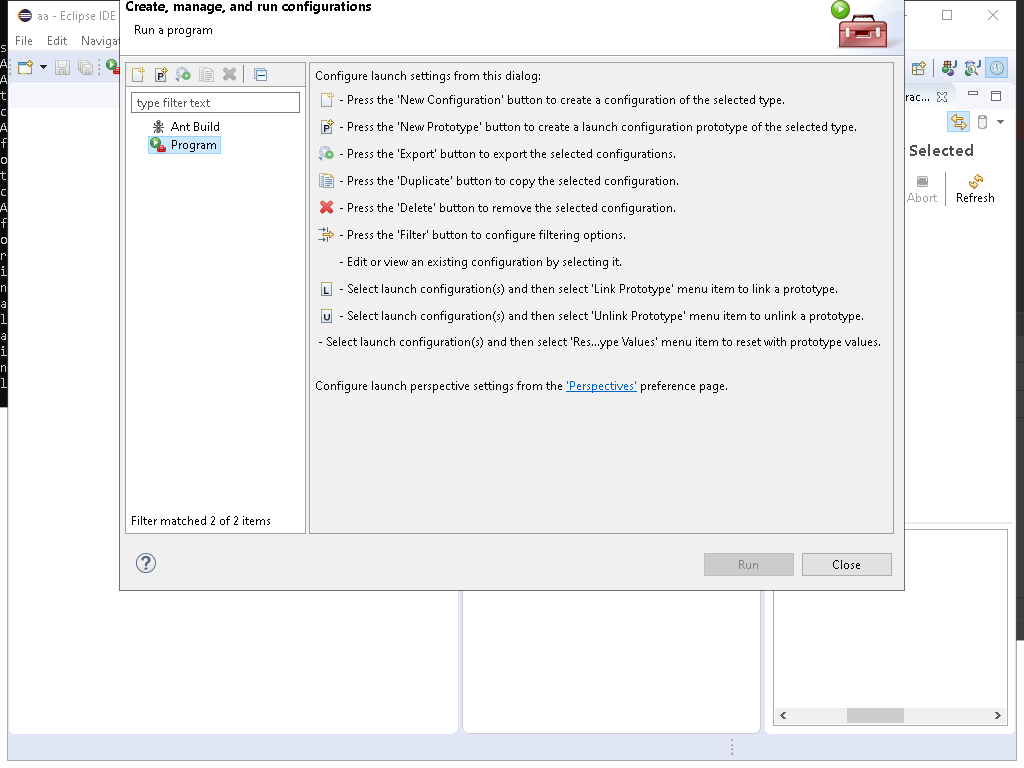 Create, manage, and run configurations
Run a program
aa - Eclipse IDE
File Edit Naviga
type filter text
Ant Build
Program
Filter matched 2 of 2 items
Configure launch settings from this dialog:
- Press the 'New Configuration' button to create a configuration of the selected type.
- Press the 'New Prototype' button to create a launch configuration prototype of the selected type.
- Press the 'Export' button to export the selected configurations.
- Press the 'Duplicate' button to copy the selected configuration.
- Press the 'Delete' button to remove the selected configuration.
- Press the 'Filter' button to configure filtering options.
- Edit or view an existing configuration by selecting it.
L - Select launch configuration(s) and then select 'Link Prototype' menu item to link a prototype.
U - Select launch configuration(s) and then select 'Unlink Prototype' menu item to unlink a prototype.
- Select launch configuration(s) and then select 'Res...ype Values' menu item to reset with prototype values.
Configure launch perspective settings from the 'Perspectives' preference page.
Run Close
rac...
Selected
Abort Refresh